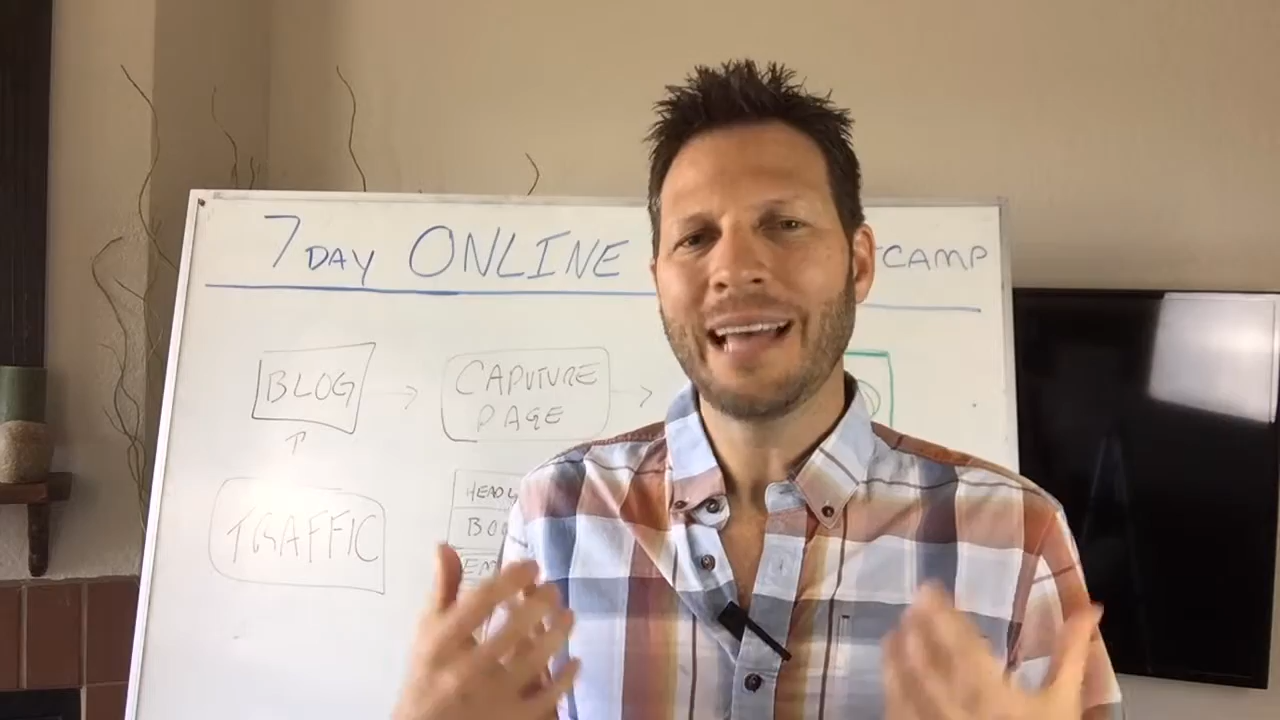 7 DAY ONLINE CAMP
BLOG
CAPUTURE
PAGE
TRAFFIC